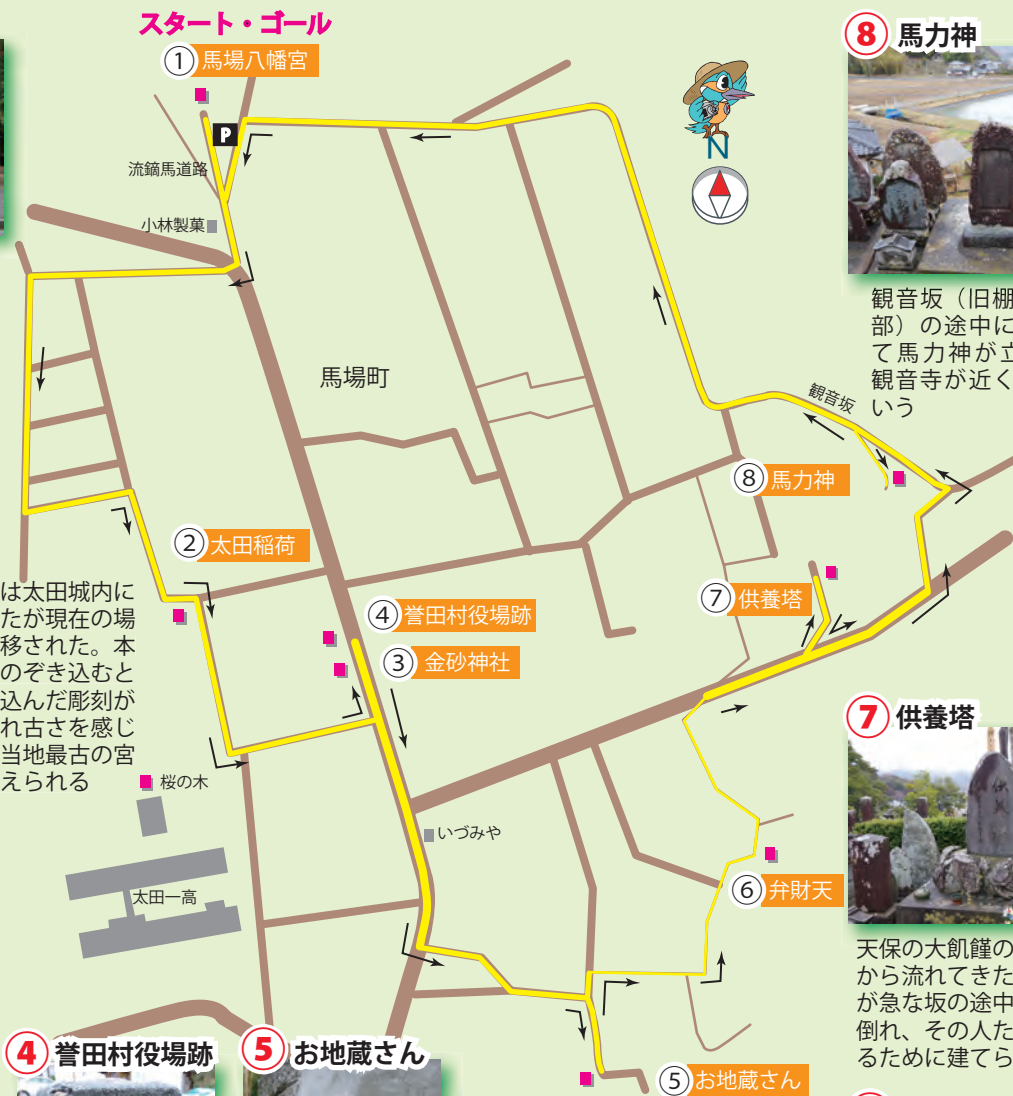 スタート・ゴール
① 馬場八幡宮
P
流鏑馬道路
小林製菓
N
馬場町
観音坂
⑧ 馬力神
② 太田稲荷
④ 誉田村役場跡
③ 金砂神社
⑦ 供養塔
桜の木
いづみや
太田一高
⑥ 弁財天
⑤ お地蔵さん
は太田城内に
たが現在の場
移された。本
のぞき込むと
込んだ彫刻が
れ古さを感じ
当地最古の宮
えられる
④ 誉田村役場跡
⑤ お地蔵さん
⑧ 馬力神
観音坂（旧棚
部）の途中に
て馬力神が立
観音寺が近く
いう
⑦ 供養塔
供養
天保の大飢饉の
から流れてきた
が急な坂の途中
倒れ、その人た
るために建てら